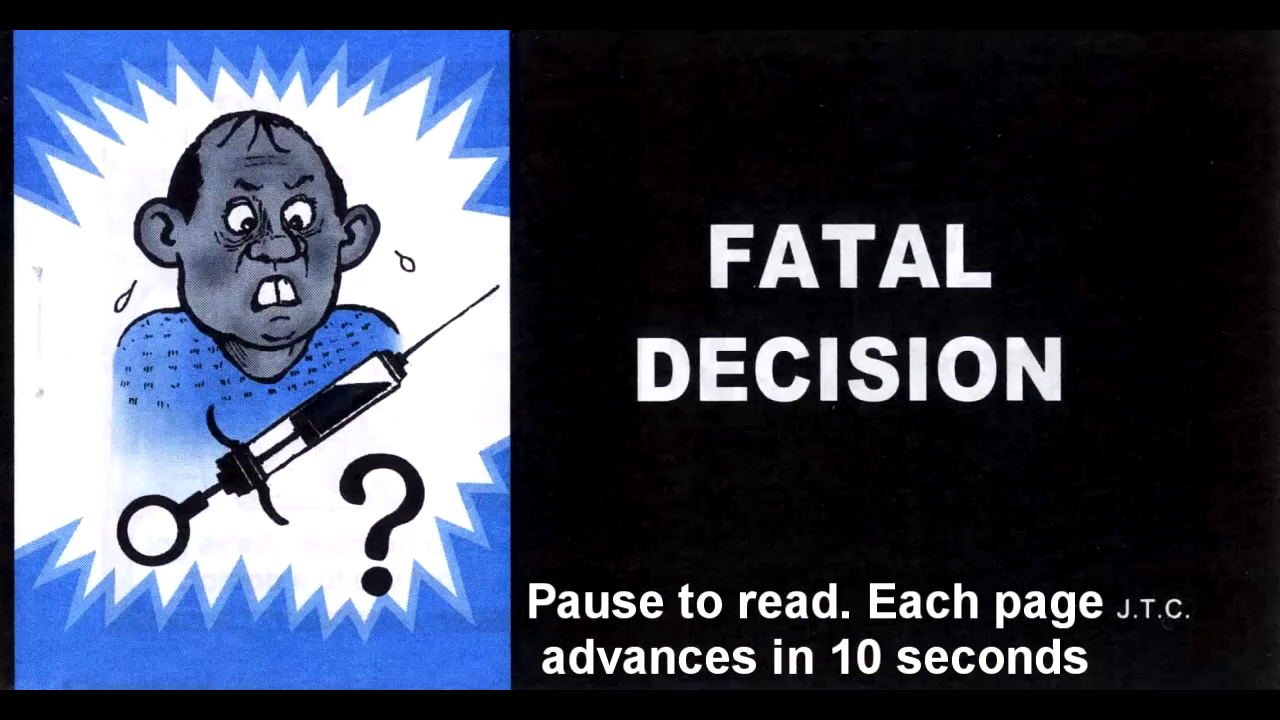 FATAL
DECISION
?
Pause to read. Each page J.T.C.
advances in 10 seconds